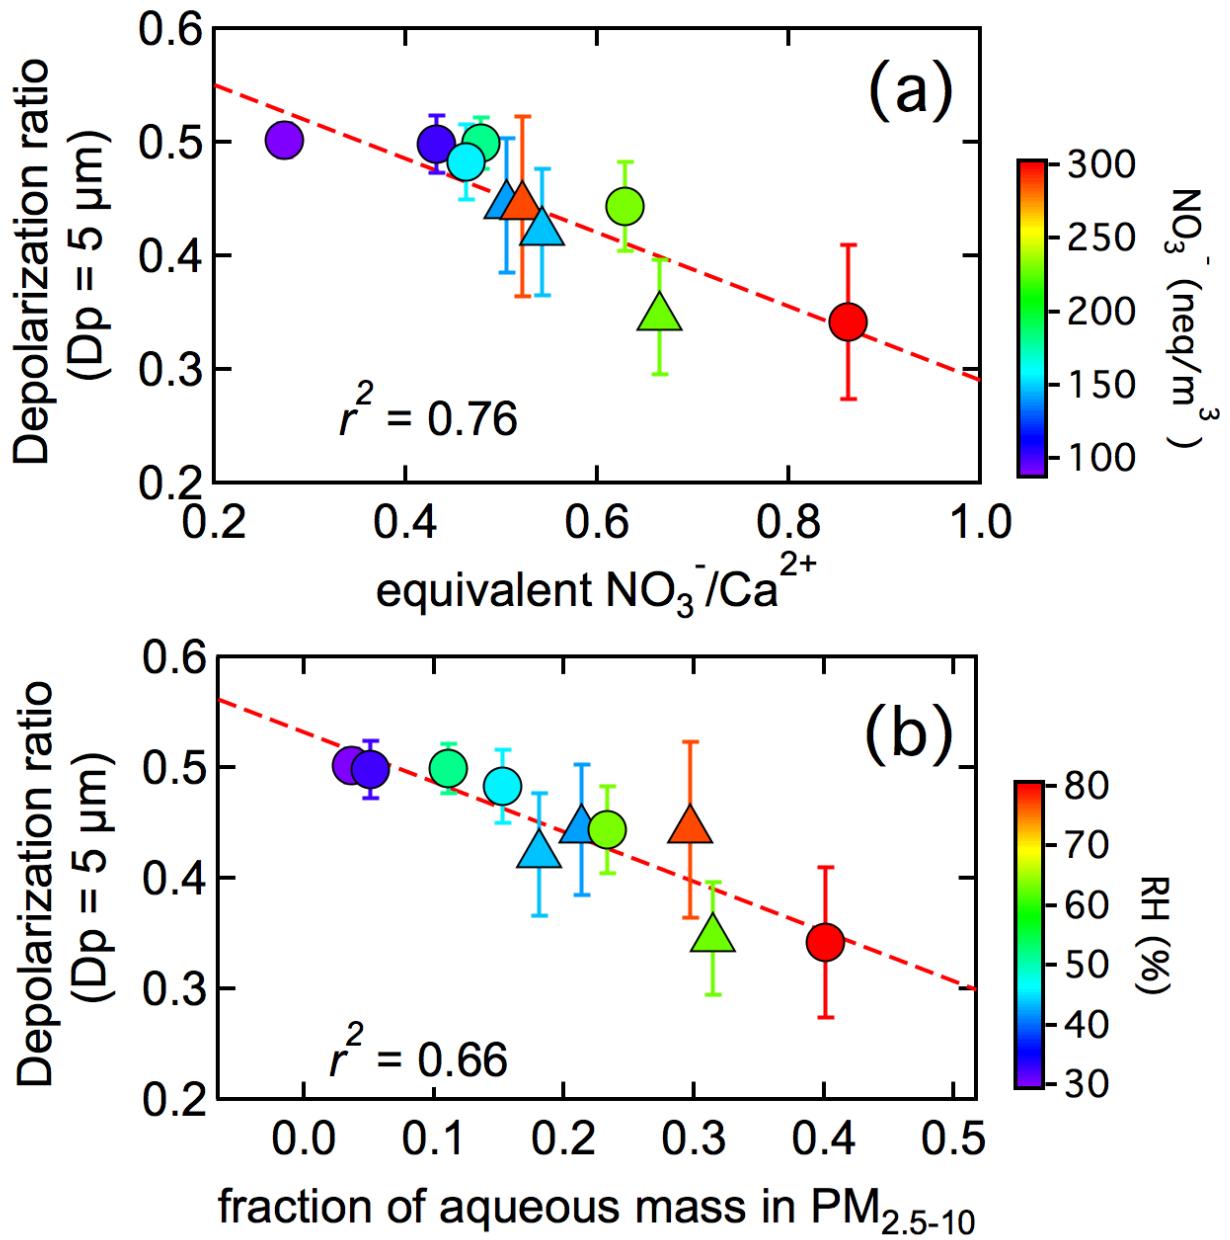 0.6
0.5
0.4
0.3
0.2
Depolarization ratio
(Dp = 5 µm)
(a)
r² = 0.76
0.2 0.4 0.6 0.8 1.0
equivalent NO₃⁻/Ca²⁺
300
250
200
150
100
NO₃⁻ (neq/m³)
0.6
0.5
0.4
0.3
0.2
Depolarization ratio
(Dp = 5 µm)
(b)
r² = 0.66
0.0 0.1 0.2 0.3 0.4 0.5
fraction of aqueous mass in PM₂.₅₋₁₀
80
70
60
50
40
30
RH (%)